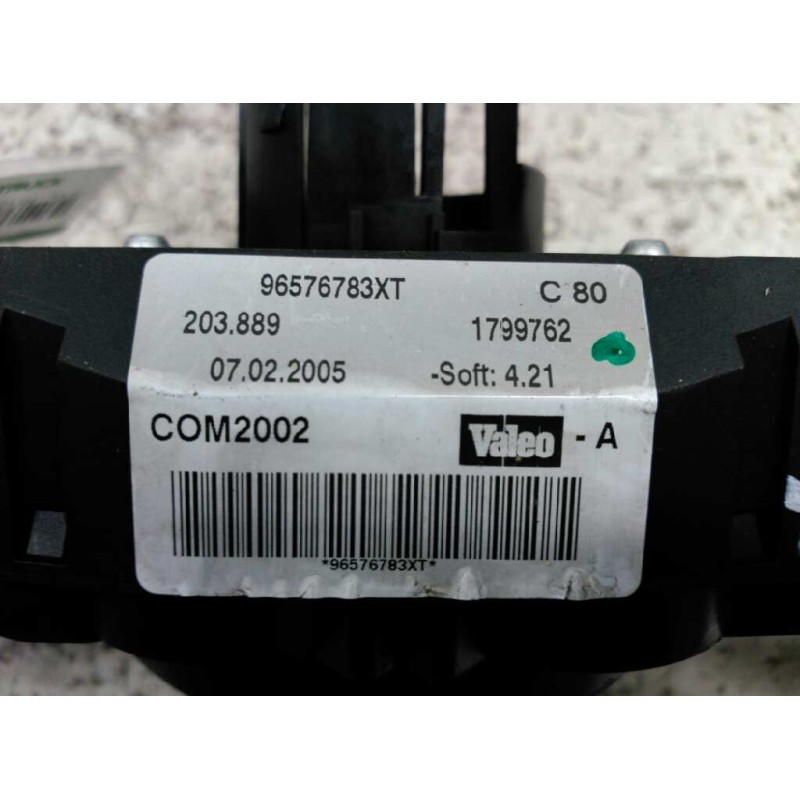 96576783XT C 80
203.889 1799762
07.02.2005 -Soft: 4.21
COM2002 Valeo - A
*96576783XT*